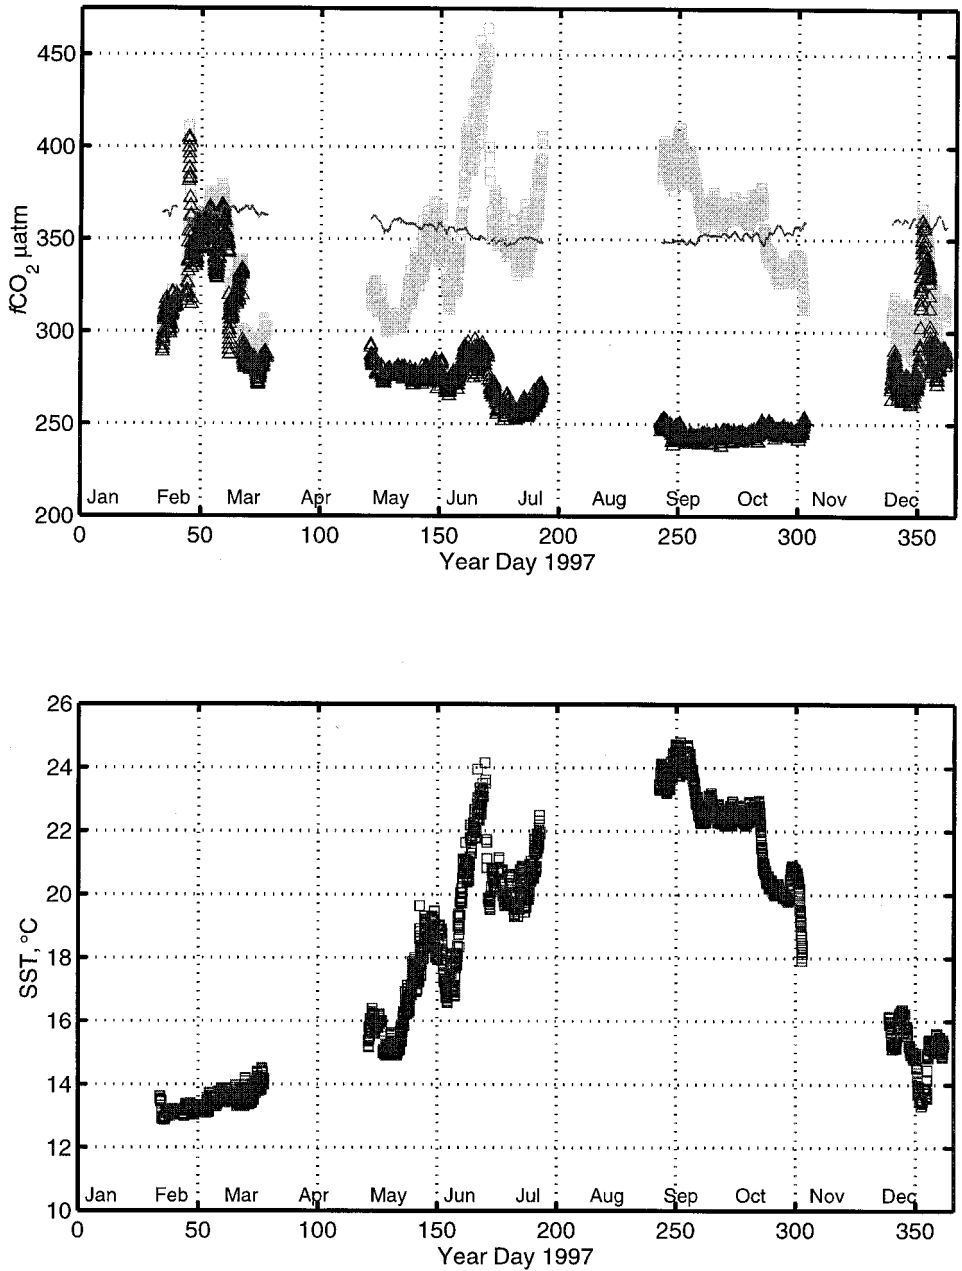 450
400
350
300
250
200
fCO2 µatm
Jan Feb Mar Apr May Jun Jul Aug Sep Oct Nov Dec
0 50 100 150 200 250 300 350
Year Day 1997
26
24
22
20
18
16
14
12
10
SST, °C
Jan Feb Mar Apr May Jun Jul Aug Sep Oct Nov Dec
0 50 100 150 200 250 300 350
Year Day 1997